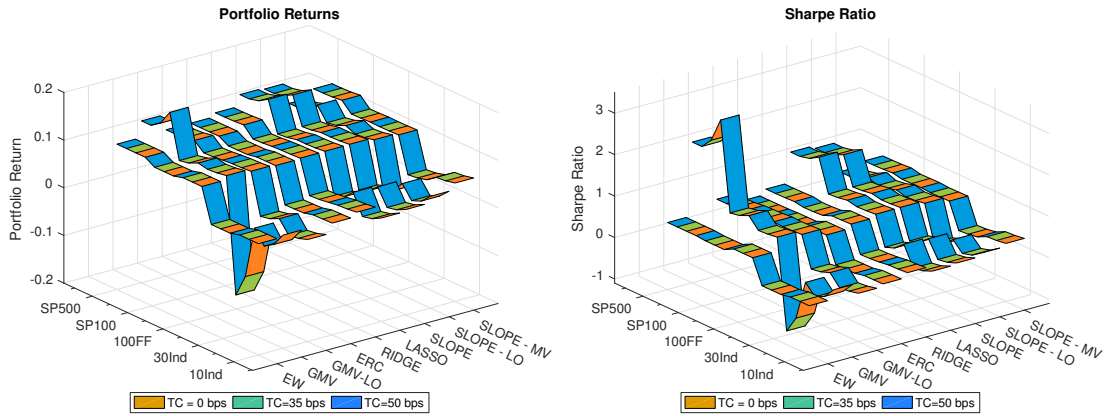 Portfolio Returns
0.2
0.1
0
-0.1
-0.2
Portfolio Return
SP500
SP100
100FF
30Ind
10Ind
EW
GMV
GMV-LO
ERC
RIDGE
LASSO
SLOPE
SLOPE - LO
SLOPE - MV
TC = 0 bps TC=35 bps TC=50 bps
Sharpe Ratio
3
2
1
0
-1
Sharpe Ratio
SP500
SP100
100FF
30Ind
10Ind
EW
GMV
GMV-LO
ERC
RIDGE
LASSO
SLOPE
SLOPE - LO
SLOPE - MV
TC = 0 bps TC=35 bps TC=50 bps